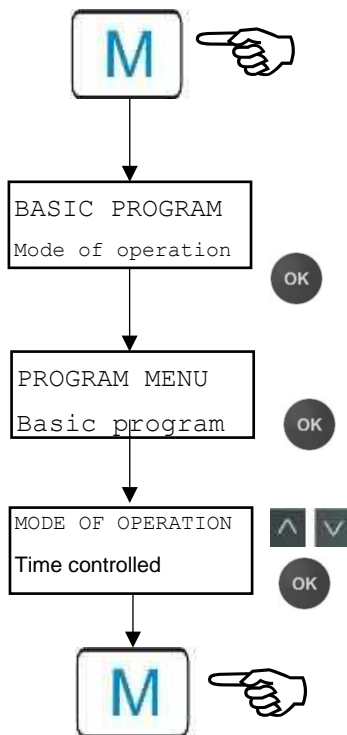 M
BASIC PROGRAM
Mode of operation
OK
PROGRAM MENU
Basic program
OK
MODE OF OPERATION
Time controlled
OK
M